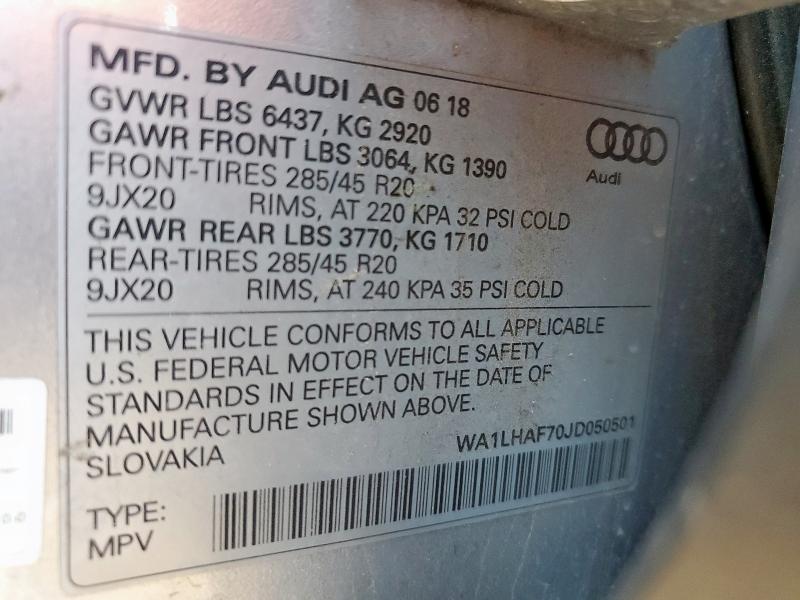 MFD. BY AUDI AG 06 18
GVWR LBS 6437, KG 2920
GAWR FRONT LBS 3064, KG 1390
FRONT-TIRES 285/45 R20
9JX20 RIMS, AT 220 KPA 32 PSI COLD
GAWR REAR LBS 3770, KG 1710
REAR-TIRES 285/45 R20
9JX20 RIMS, AT 240 KPA 35 PSI COLD
Audi
THIS VEHICLE CONFORMS TO ALL APPLICABLE
U.S. FEDERAL MOTOR VEHICLE SAFETY
STANDARDS IN EFFECT ON THE DATE OF
MANUFACTURE SHOWN ABOVE.
SLOVAKIA WA1LHAF70JD050501
TYPE:
MPV